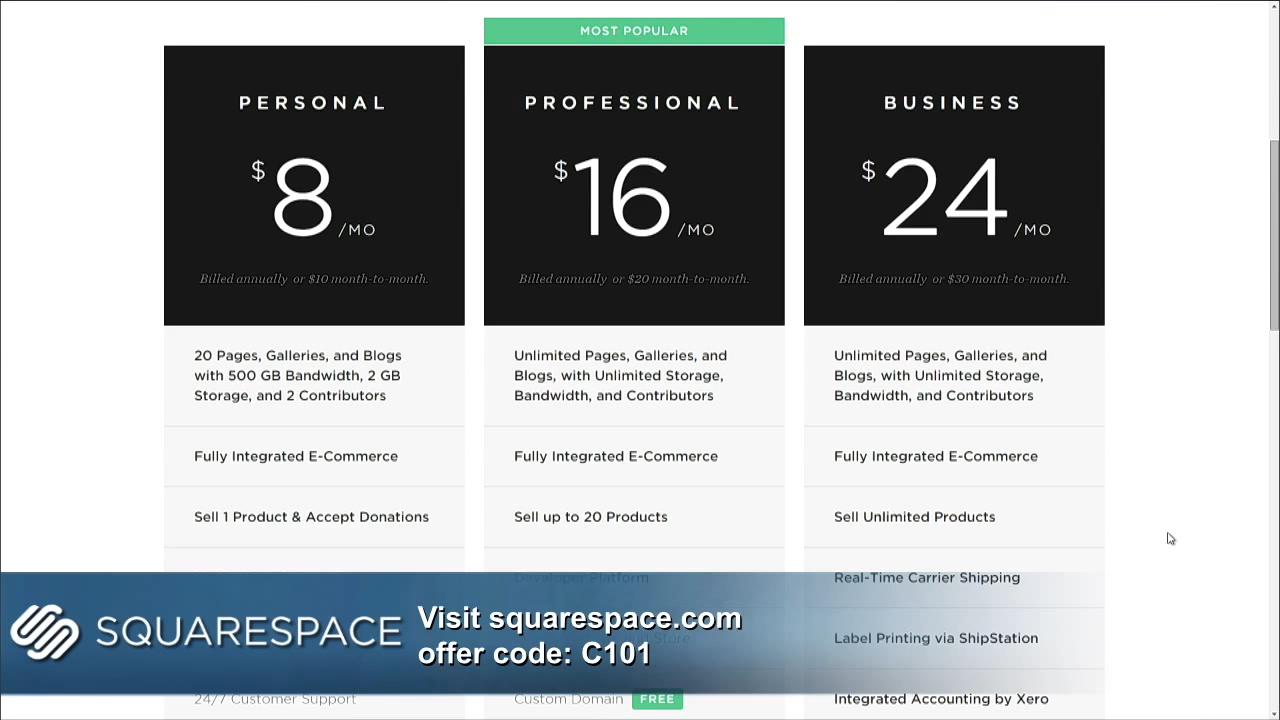 MOST POPULAR
PERSONAL
$8/MO
Billed annually or $10 month-to-month.
20 Pages, Galleries, and Blogs
with 500 GB Bandwidth, 2 GB
Storage, and 2 Contributors
Fully Integrated E-Commerce
Sell 1 Product & Accept Donations
24/7 Customer Support
PROFESSIONAL
$16/MO
Billed annually or $20 month-to-month.
Unlimited Pages, Galleries, and
Blogs, with Unlimited Storage,
Bandwidth, and Contributors
Fully Integrated E-Commerce
Sell up to 20 Products
Developer Platform
Store
Custom Domain FREE
BUSINESS
$24/MO
Billed annually or $30 month-to-month.
Unlimited Pages, Galleries, and
Blogs, with Unlimited Storage,
Bandwidth, and Contributors
Fully Integrated E-Commerce
Sell Unlimited Products
Real-Time Carrier Shipping
Label Printing via ShipStation
Integrated Accounting by Xero
SQUARESPACE
Visit squarespace.com
offer code: C101